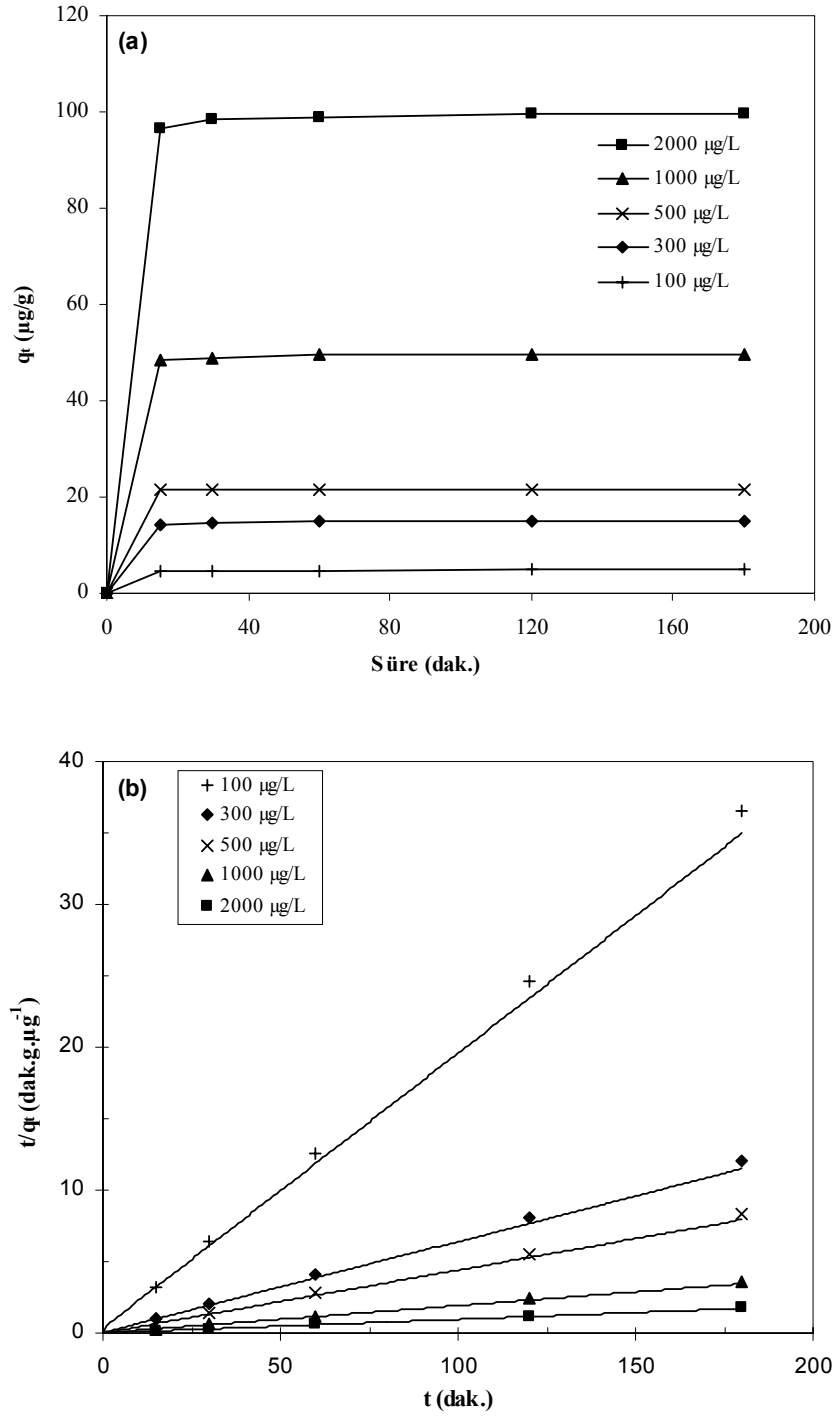 (a)
120
100
80
60
40
20
0
qt (µg/g)
2000 µg/L
1000 µg/L
500 µg/L
300 µg/L
100 µg/L
0 40 80 120 160 200
Süre (dak.)
(b)
40
30
20
10
0
t/qt (dak.g.µg⁻¹)
100 µg/L
300 µg/L
500 µg/L
1000 µg/L
2000 µg/L
0 50 100 150 200
t (dak.)